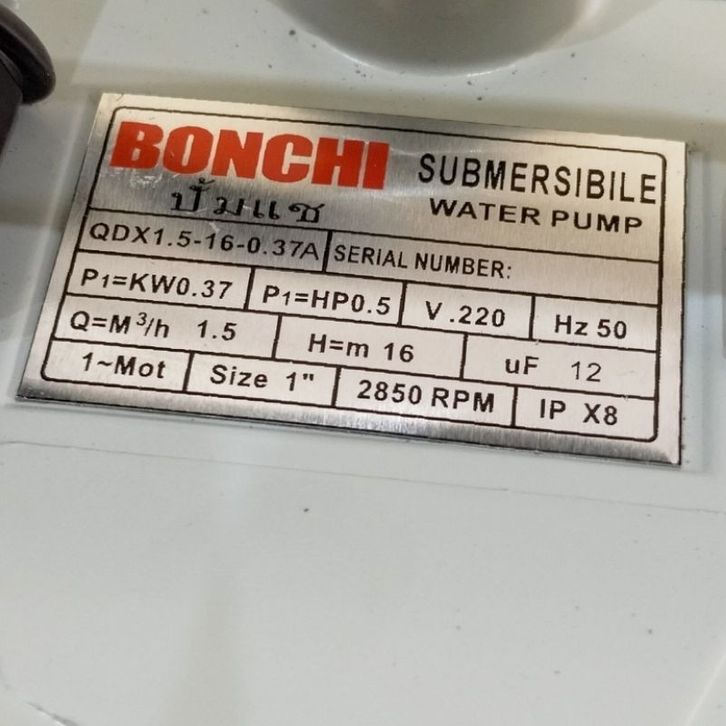 BONCHI SUBMERSIBILE
ปั้มแช่ WATER PUMP
QDX1.5-16-0.37A SERIAL NUMBER:
P1=KW0.37 P1=HP0.5 V.220 Hz 50
Q=M³/h 1.5 H=m 16 uF 12
1~Mot Size 1" 2850 RPM IP X8